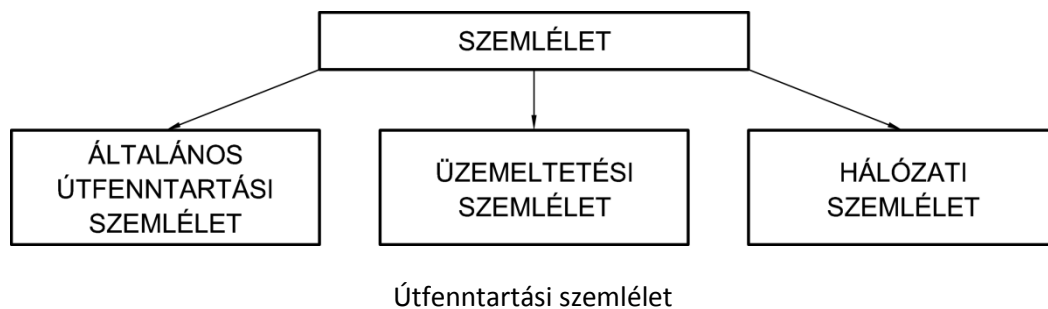 SZEMLÉLET
ÁLTALÁNOS
ÚTFENNTARTÁSI
SZEMLÉLET
ÜZEMELTETÉSI
SZEMLÉLET
HÁLÓZATI
SZEMLÉLET
Útfenntartási szemlélet